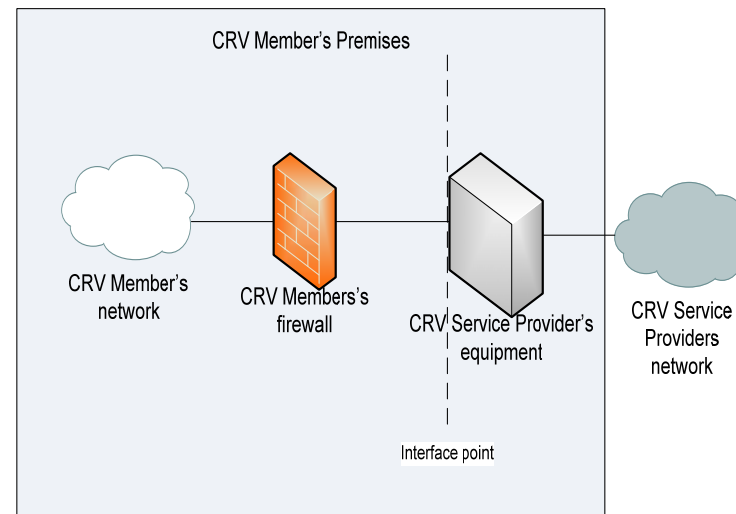 CRV Member's Premises
CRV Member's
network
CRV Members's
firewall
CRV Service Provider's
equipment
CRV Service
Providers
network
Interface point